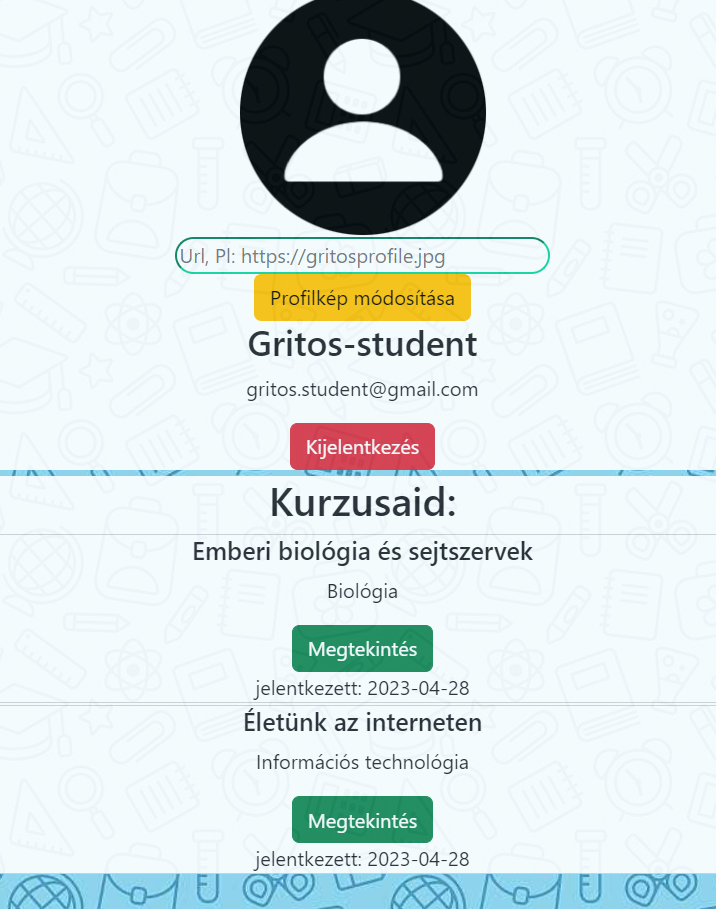 Url, Pl: https://gritosprofile.jpg
Profilkép módosítása
Gritos-student
gritos.student@gmail.com
Kijelentkezés
Kurzusaid:
Emberi biológia és sejtszervek
Biológia
Megtekintés
jelentkezett: 2023-04-28
Életünk az interneten
Információs technológia
Megtekintés
jelentkezett: 2023-04-28